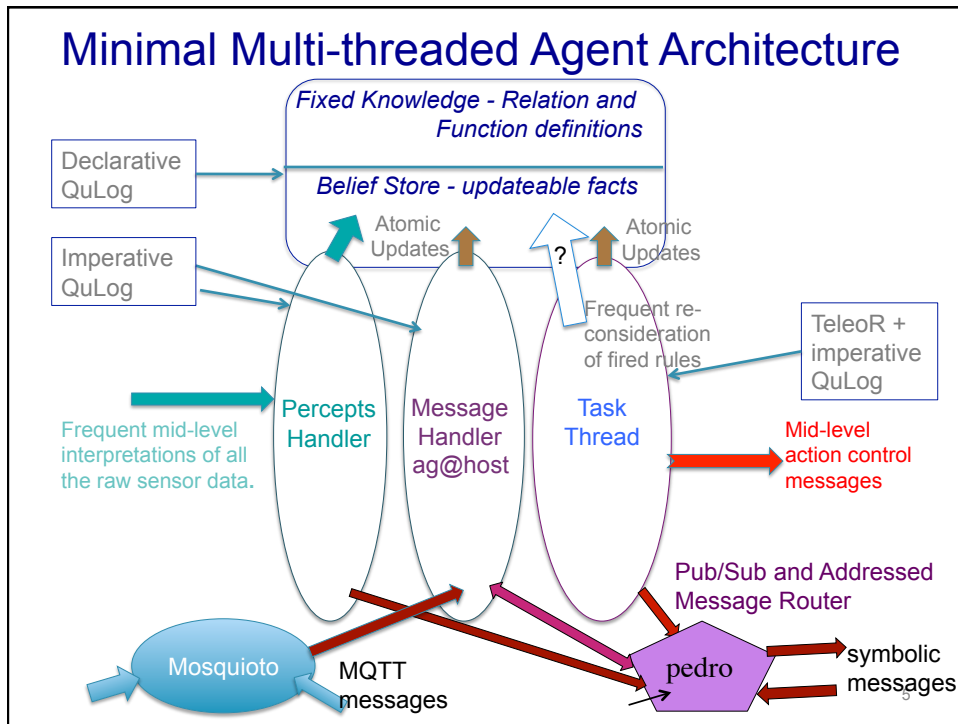 Minimal Multi-threaded Agent Architecture
Fixed Knowledge - Relation and
Function definitions
Declarative
QuLog
Belief Store - updateable facts
Atomic
Updates
?
Atomic
Updates
Imperative
QuLog
Frequent re-
consideration
of fired rules
TeleoR +
imperative
QuLog
Percepts
Handler
Message
Handler
ag@host
Task
Thread
Frequent mid-level
interpretations of all
the raw sensor data.
Mid-level
action control
messages
Pub/Sub and Addressed
Message Router
Mosquioto
MQTT
messages
pedro
symbolic
messages
5